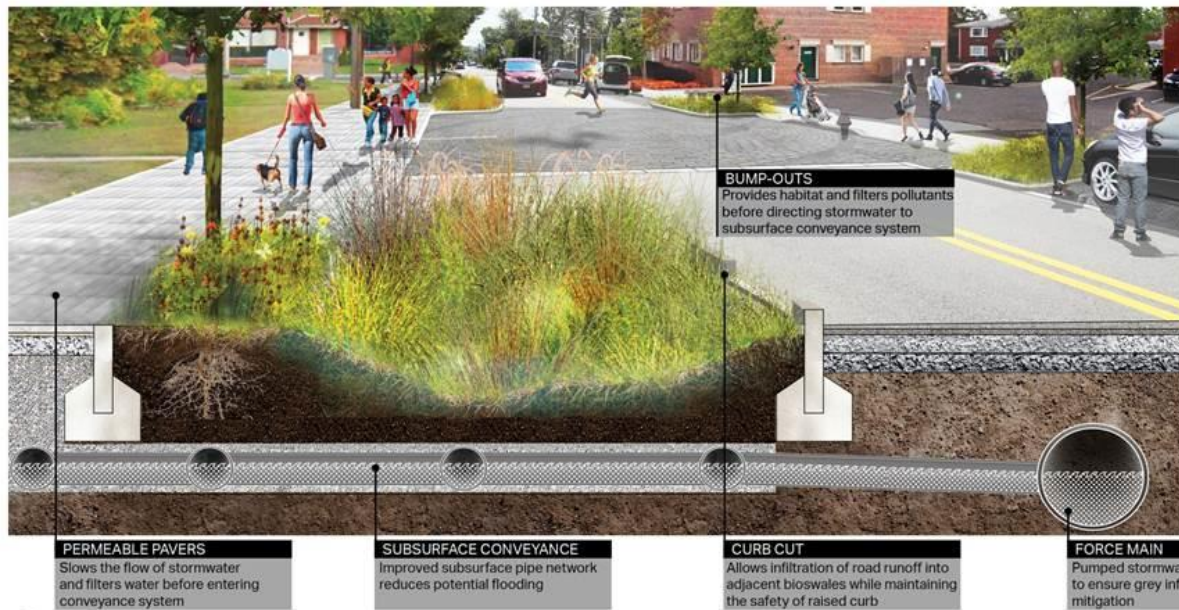 BUMP-OUTS
Provides habitat and filters pollutants
before directing stormwater to
subsurface conveyance system
PERMEABLE PAVERS
Slows the flow of stormwater
and filters water before entering
conveyance system
SUBSURFACE CONVEYANCE
Improved subsurface pipe network
reduces potential flooding
CURB CUT
Allows infiltration of road runoff into
adjacent bioswales while maintaining
the safety of raised curb
FORCE MAIN
Pumped
to ensure grey
mitigation